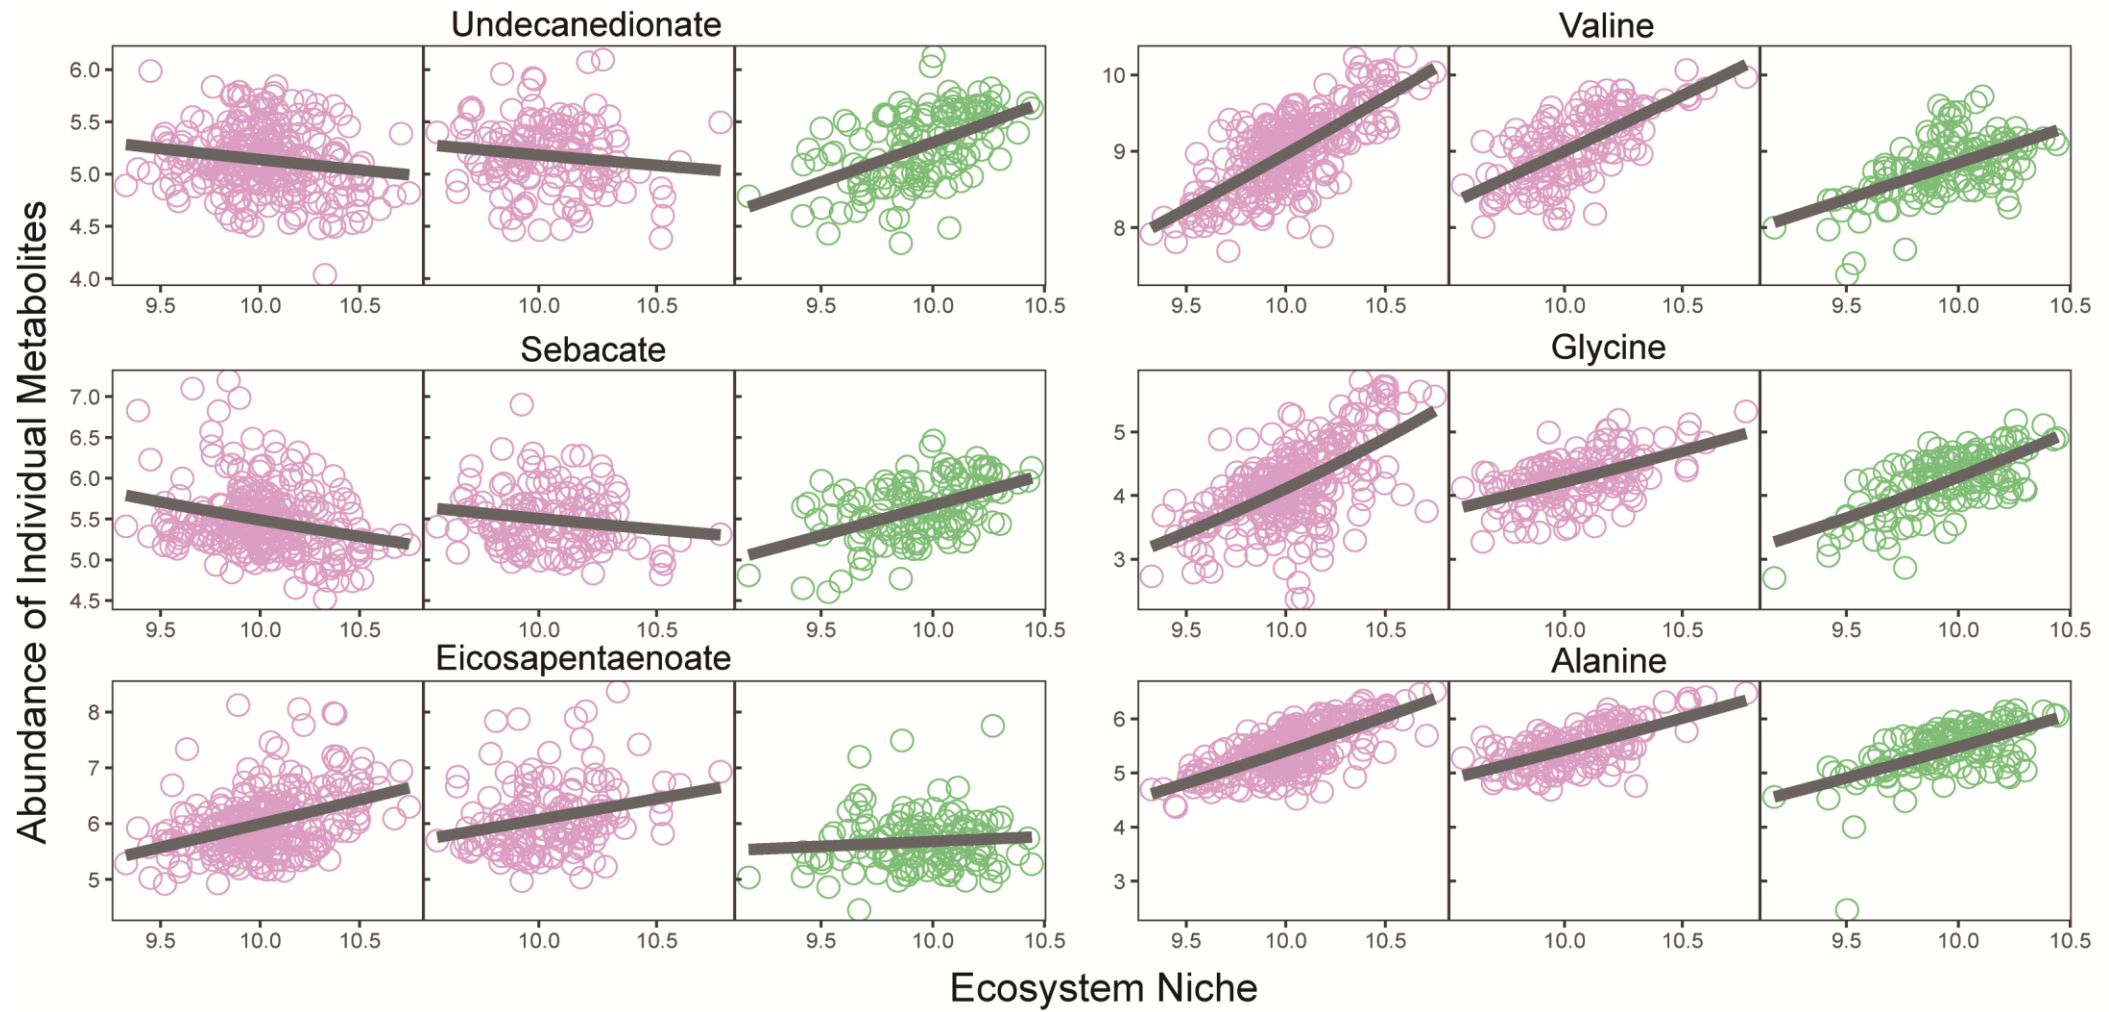 Abundance of Individual Metabolites
Undecanedionate
6.0
5.5
5.0
4.5
4.0
9.5 10.0 10.5 10.0 10.5 9.5 10.0 10.5
Valine
10
9
8
9.5 10.0 10.5 10.0 10.5 9.5 10.0 10.5
Sebacate
7.0
6.5
6.0
5.5
5.0
4.5
9.5 10.0 10.5 10.0 10.5 9.5 10.0 10.5
Glycine
5
4
3
9.5 10.0 10.5 10.0 10.5 9.5 10.0 10.5
Eicosapentaenoate
8
7
6
5
9.5 10.0 10.5 10.0 10.5 9.5 10.0 10.5
Alanine
6
5
4
3
9.5 10.0 10.5 10.0 10.5 9.5 10.0 10.5
Ecosystem Niche